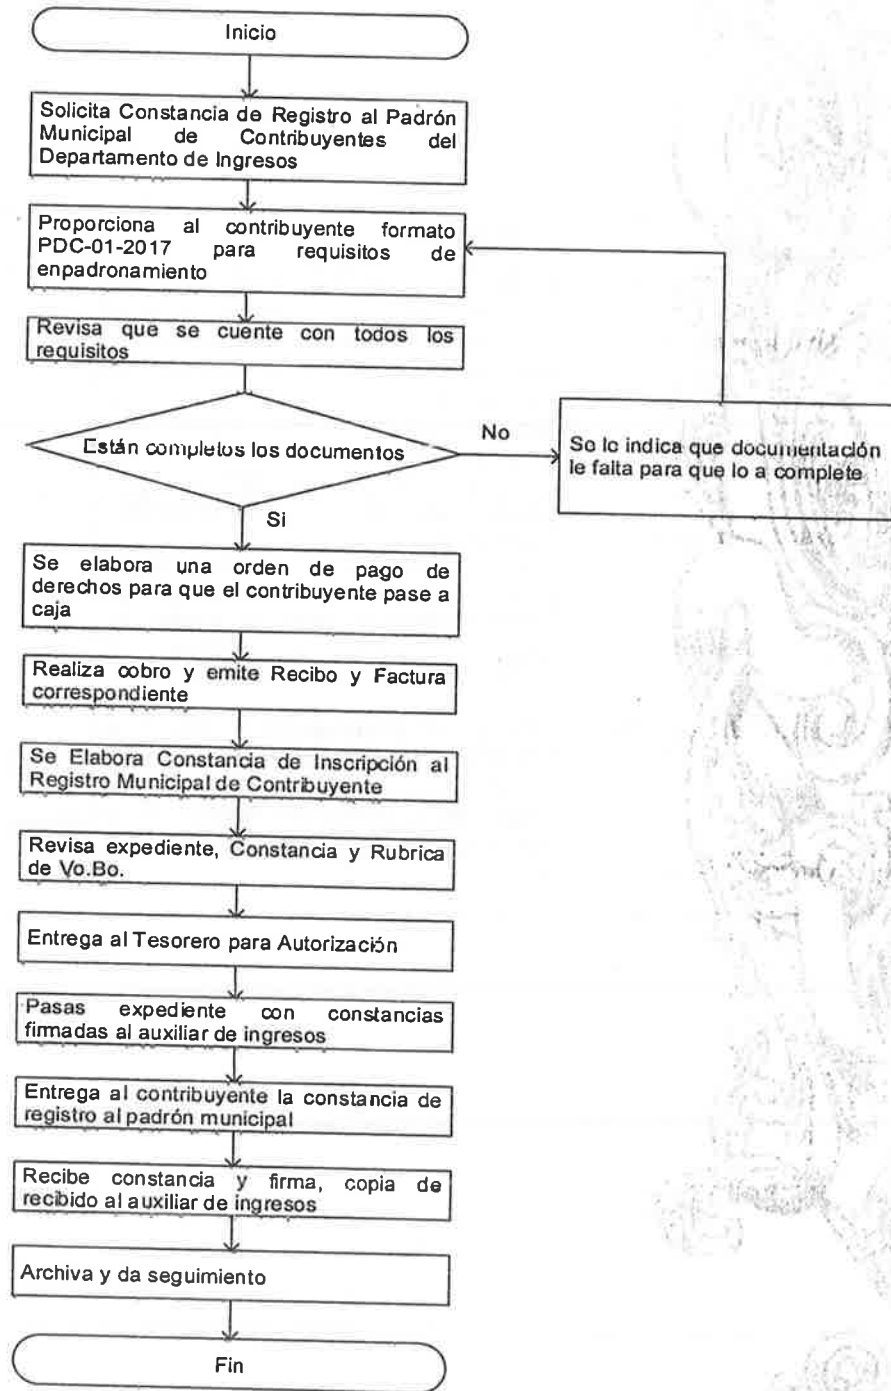 Inicio
Solicita Constancia de Registro al Padrón
Municipal de Contribuyentes del
Departamento de Ingresos
Proporciona al contribuyente formato
PDC-01-2017 para requisitos de
enpadronamiento
Revisa que se cuente con todos los
requisitos
Están completos los documentos
No
Se le indica que documentación
le falta para que lo a complete
Si
Se elabora una orden de pago de
derechos para que el contribuyente pase a
caja
Realiza cobro y emite Recibo y Factura
correspondiente
Se Elabora Constancia de Inscripción al
Registro Municipal de Contribuyente
Revisa expediente, Constancia y Rubrica
de Vo.Bo.
Entrega al Tesorero para Autorización
Pasas expediente con constancias
firmadas al auxiliar de ingresos
Entrega al contribuyente la constancia de
registro al padrón municipal
Recibe constancia y firma, copia de
recibido al auxiliar de ingresos
Archiva y da seguimiento
Fin